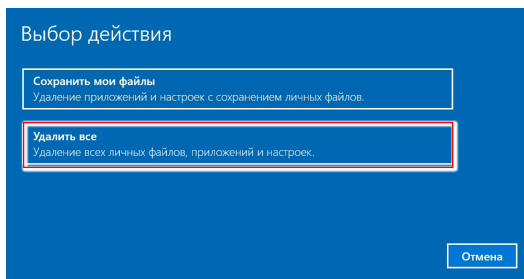 Выбор действия
Сохранить мои файлы
Удаление приложений и настроек с сохранением личных файлов.
Удалить все
Удаление всех личных файлов, приложений и настроек.
Отмена